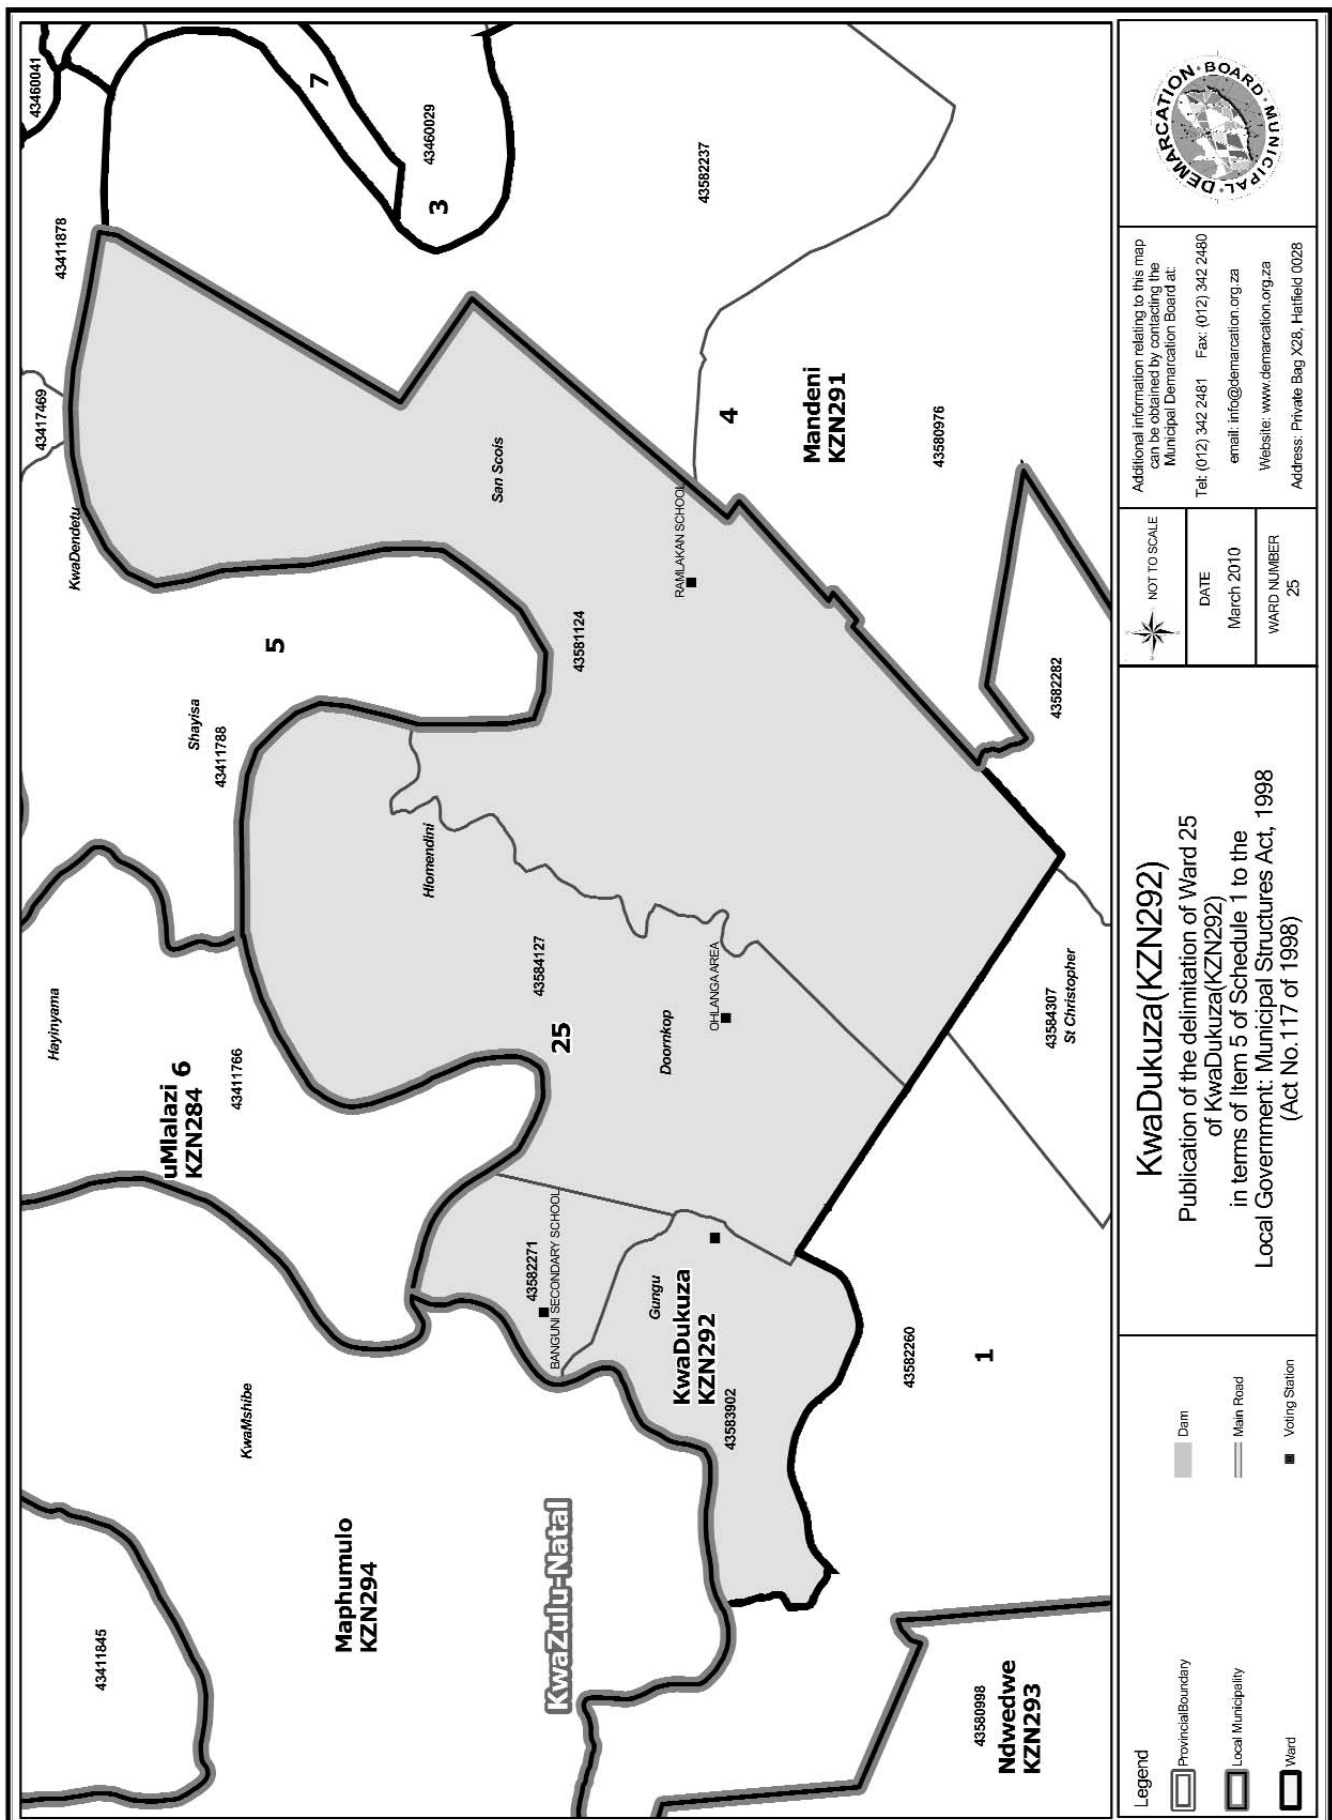 43411845
KwaMshibe
Maphumulo
KZN294
KwaZulu-Natal
Hayinyama
uMlalazi 6
KZN284
43411766
Shayisa
43411788
5
KwaDendetu
43417469
43411878
43460041
7
43460029
3
43582237
San Scois
43581124
RAMLAKAN SCHOOL
4
Mandeni
KZN291
43580976
43582282
Hlomendini
43584127
25
OHLANGA AREA
Doornkop
43584307
St Christopher
43582271
BANGUNI SECONDARY SCHOOL
Gungu
KwaDukuza
KZN292
43583902
43582260
1
43580998
Ndwedwe
KZN293
Legend
ProvincialBoundary
Local Municipality
Ward
Dam
Main Road
Voting Station
KwaDukuza(KZN292)
Publication of the delimitation of Ward 25
of KwaDukuza(KZN292)
in terms of Item 5 of Schedule 1 to the
Local Government: Municipal Structures Act, 1998
(Act No.117 of 1998)
NOT TO SCALE
DATE
March 2010
WARD NUMBER
25
Additional information relating to this map
can be obtained by contacting the
Municipal Demarcation Board at:
Tel: (012) 342 2481 Fax: (012) 342 2480
email: info@demarcation.org.za
Website: www.demarcation.org.za
Address: Private Bag X28, Hatfield 0028
MUNICIPAL DEMARCATION BOARD